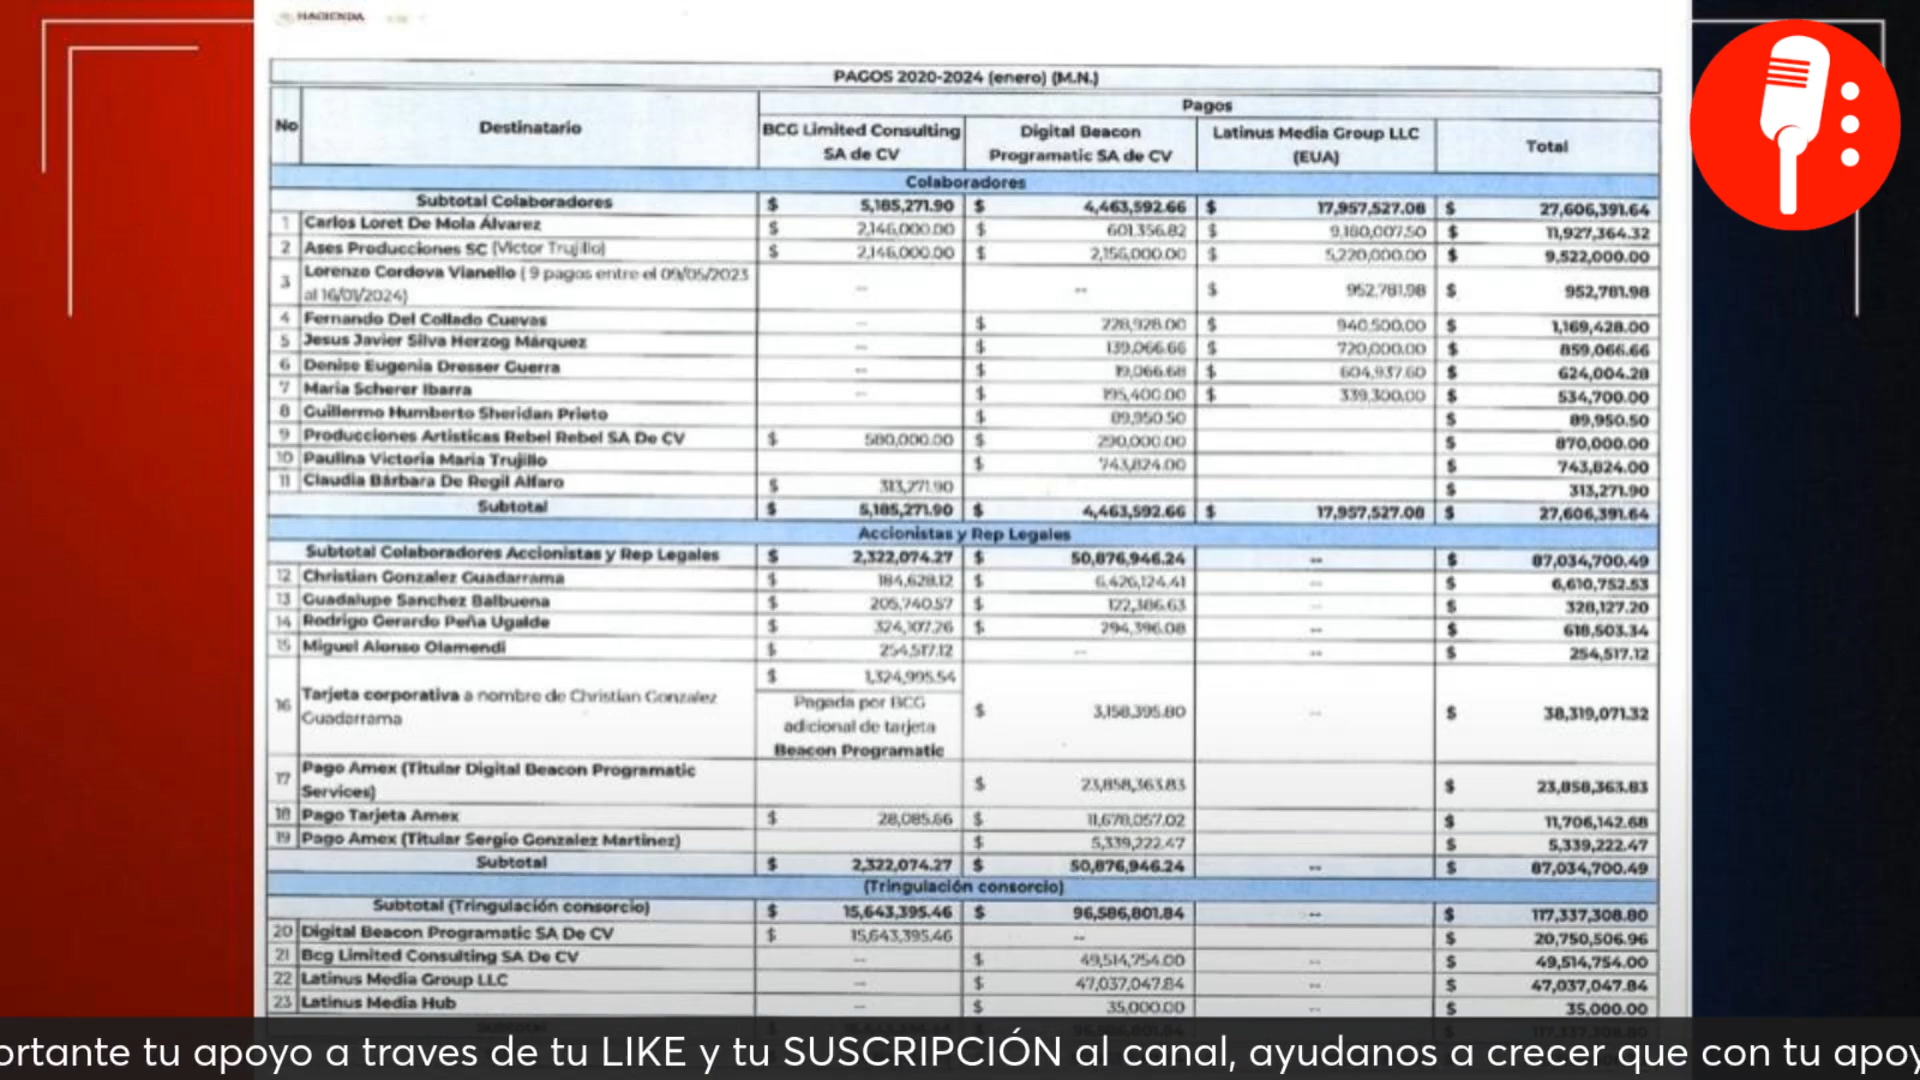 HACIENDA
PAGOS 2020-2024 (enero) (M.N.)
No Destinatario Pagos Total
BCG Limited Consulting SA de CV Digital Beacon Programatic SA de CV Latinus Media Group LLC (EUA)
Colaboradores
Subtotal Colaboradores $ 5,185,271.90 $ 4,463,592.66 $ 17,957,527.08 $ 27,606,391.64
1 Carlos Loret De Mola Álvarez $ 2,146,000.00 $ 601,356.82 $ 9,180,007.50 $ 11,927,364.32
2 Ases Producciones SC (Victor Trujillo) $ 2,146,000.00 $ 2,156,000.00 $ 5,220,000.00 $ 9,522,000.00
3 Lorenzo Cordova Vianello ( 9 pagos entre el 09/05/2023 al 16/01/2024) -- -- $ 952,781.98 $ 952,781.98
4 Fernando Del Collado Cuevas -- $ 228,928.00 $ 940,500.00 $ 1,169,428.00
5 Jesus Javier Silva Herzog Márquez -- $ 139,066.66 $ 720,000.00 $ 859,066.66
6 Denise Eugenia Dresser Guerra -- $ 19,066.68 $ 604,937.60 $ 624,004.28
7 Maria Scherer Ibarra -- $ 195,400.00 $ 339,300.00 $ 534,700.00
8 Guillermo Humberto Sheridan Prieto $ 89,950.50 $ 89,950.50
9 Producciones Artisticas Rebel Rebel SA De CV $ 580,000.00 $ 290,000.00 $ 870,000.00
10 Paulina Victoria Maria Trujillo $ 743,824.00 $ 743,824.00
11 Claudia Bárbara De Regil Alfaro $ 313,271.90 $ 313,271.90
Subtotal $ 5,185,271.90 $ 4,463,592.66 $ 17,957,527.08 $ 27,606,391.64
Accionistas y Rep Legales
Subtotal Colaboradores Accionistas y Rep Legales $ 2,322,074.27 $ 50,876,946.24 -- $ 87,034,700.49
12 Christian Gonzalez Guadarrama $ 184,628.12 $ 6,426,124.41 -- $ 6,610,752.53
13 Guadalupe Sanchez Balbuena $ 205,740.57 $ 122,386.63 -- $ 328,127.20
14 Rodrigo Gerardo Peña Ugalde $ 324,107.26 $ 294,396.08 -- $ 618,503.34
15 Miguel Alonso Olamendi $ 254,517.12 -- -- $ 254,517.12
16 Tarjeta corporativa a nombre de Christian Gonzalez Guadarrama $ 1,324,995.54 Pagada por BCG adicional de tarjeta Beacon Programatic $ 3,158,395.80 -- $ 38,319,071.32
17 Pago Amex (Titular Digital Beacon Programatic Services) $ 23,858,363.83 $ 23,858,363.83
18 Pago Tarjeta Amex $ 28,085.66 $ 11,678,057.02 $ 11,706,142.68
19 Pago Amex (Titular Sergio Gonzalez Martinez) $ 5,339,222.47 $ 5,339,222.47
Subtotal $ 2,322,074.27 $ 50,876,946.24 -- $ 87,034,700.49
(Tringulación consorcio)
Subtotal (Tringulación consorcio) $ 15,643,395.46 $ 96,586,801.84 -- $ 117,337,308.80
20 Digital Beacon Programatic SA De CV $ 15,643,395.46 -- $ 20,750,506.96
21 Bcg Limited Consulting SA De CV -- $ 49,514,754.00 -- $ 49,514,754.00
22 Latinus Media Group LLC -- $ 47,037,047.84 -- $ 47,037,047.84
23 Latinus Media Hub -- $ 35,000.00 -- $ 35,000.00
Subtotal
ortante tu apoyo a traves de tu LIKE y tu SUSCRIPCIÓN al canal, ayudanos a crecer que con tu apoy